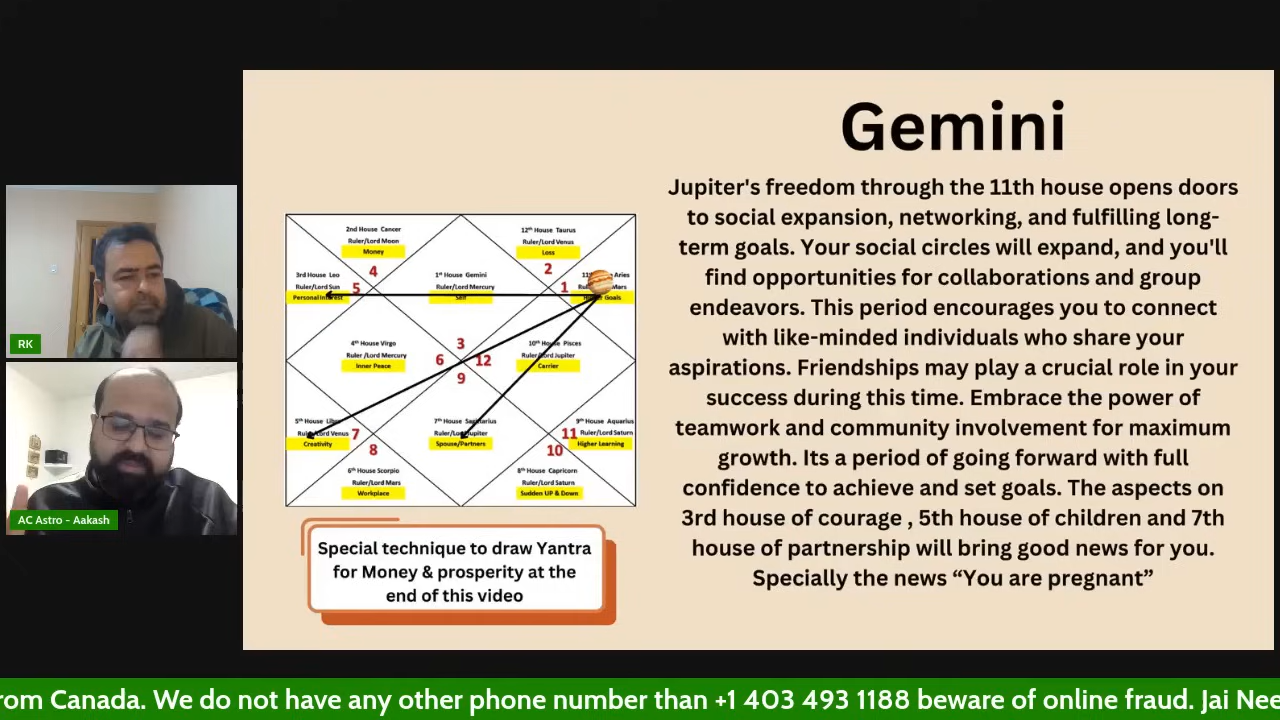 Gemini
Jupiter's freedom through the 11th house opens doors
to social expansion, networking, and fulfilling long-
term goals. Your social circles will expand, and you'll
find opportunities for collaborations and group
endeavors. This period encourages you to connect
with like-minded individuals who share your
aspirations. Friendships may play a crucial role in your
success during this time. Embrace the power of
teamwork and community involvement for maximum
growth. Its a period of going forward with full
confidence to achieve and set goals. The aspects on
3rd house of courage , 5th house of children and 7th
house of partnership will bring good news for you.
Specially the news “You are pregnant”
2nd House Cancer
Ruler/Lord Moon
Money
4
12th House Taurus
Ruler/Lord Venus
Loss
2
3rd House Leo
Ruler/Lord Sun
Personal Interest
5
1st House Gemini
Ruler/Lord Mercury
Self
1
Aries
Mars
Goals
4th House Virgo
Ruler/Lord Mercury
Inner Peace
3
6
12
9
10th House Pisces
Ruler/Lord Jupiter
Carrier
5th House
Venus
Creativity
7
8
7th House Sagittarius
Ruler/Lord Jupiter
Spouse/Partners
9th House Aquarius
11
Ruler/Lord Saturn
Higher Learning
10
6th House Scorpio
Ruler/Lord Mars
Workplace
8th House Capricorn
Ruler/Lord Saturn
Sudden UP & Down
Special technique to draw Yantra
for Money & prosperity at the
end of this video
RK
AC Astro - Aakash
rom Canada. We do not have any other phone number than +1 403 493 1188 beware of online fraud. Jai Nee